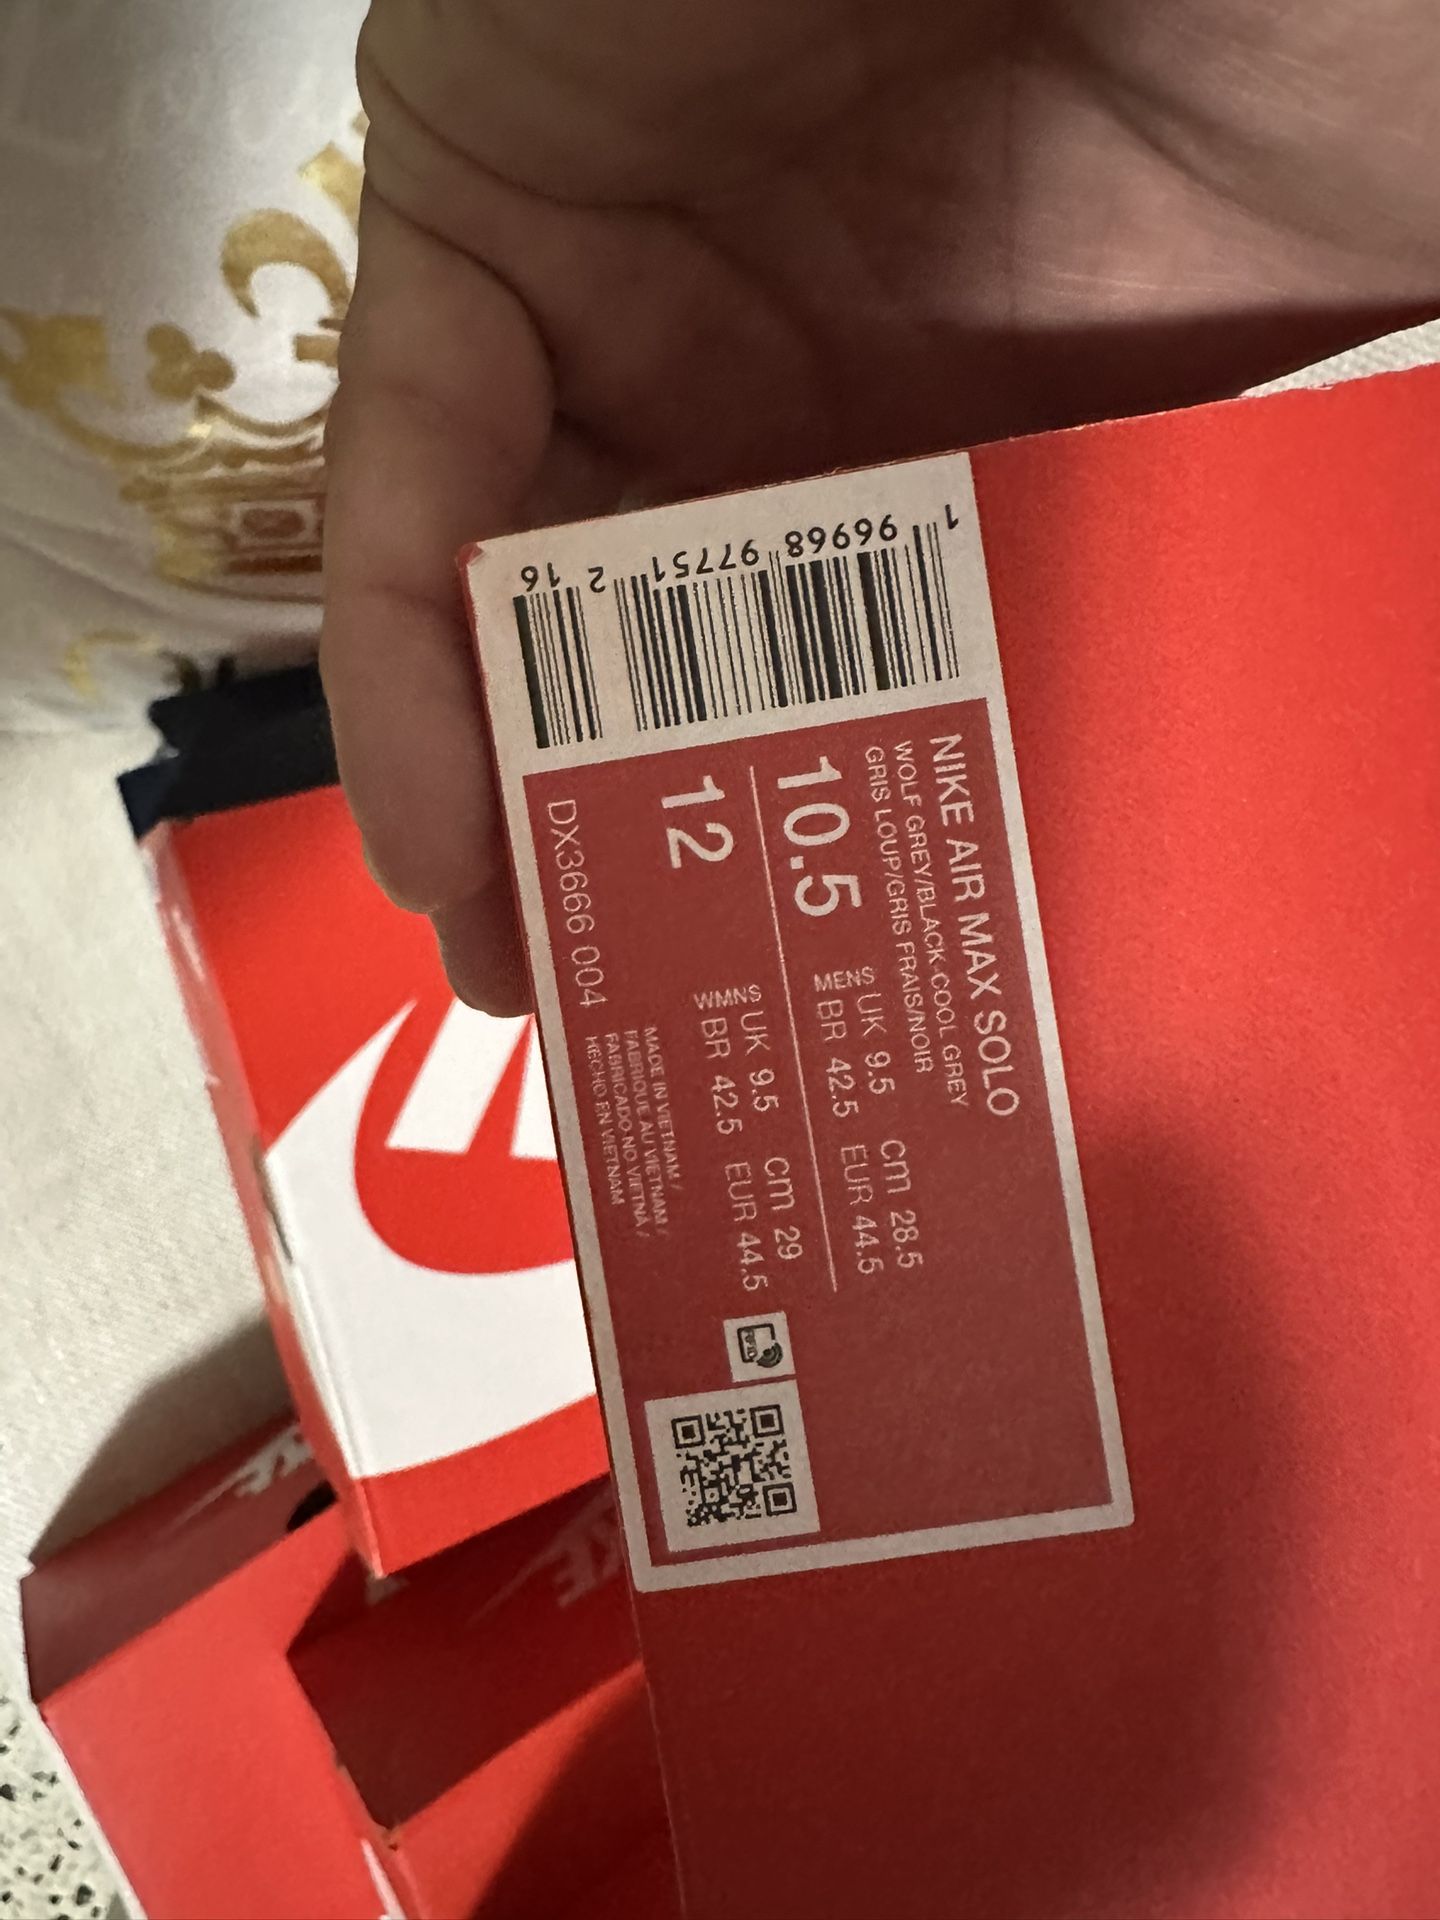 NIKE AIR MAX SOLO
WOLF GREY/BLACK-COOL GREY
GRIS LOUP/GRIS FRAIS/NOIR
10.5
MENS
UK 9.5 cm 28.5
BR 42.5 EUR 44.5
12
WMNS
UK 9.5 cm 29
BR 42.5 EUR 44.5
DX3666 004
MADE IN VIETNAM /
FABRIQUE AU VIETNAM /
FABRICADO NO VIETNÃ /
HECHO EN VIETNAM
RFID
1 96968 97751 2 16